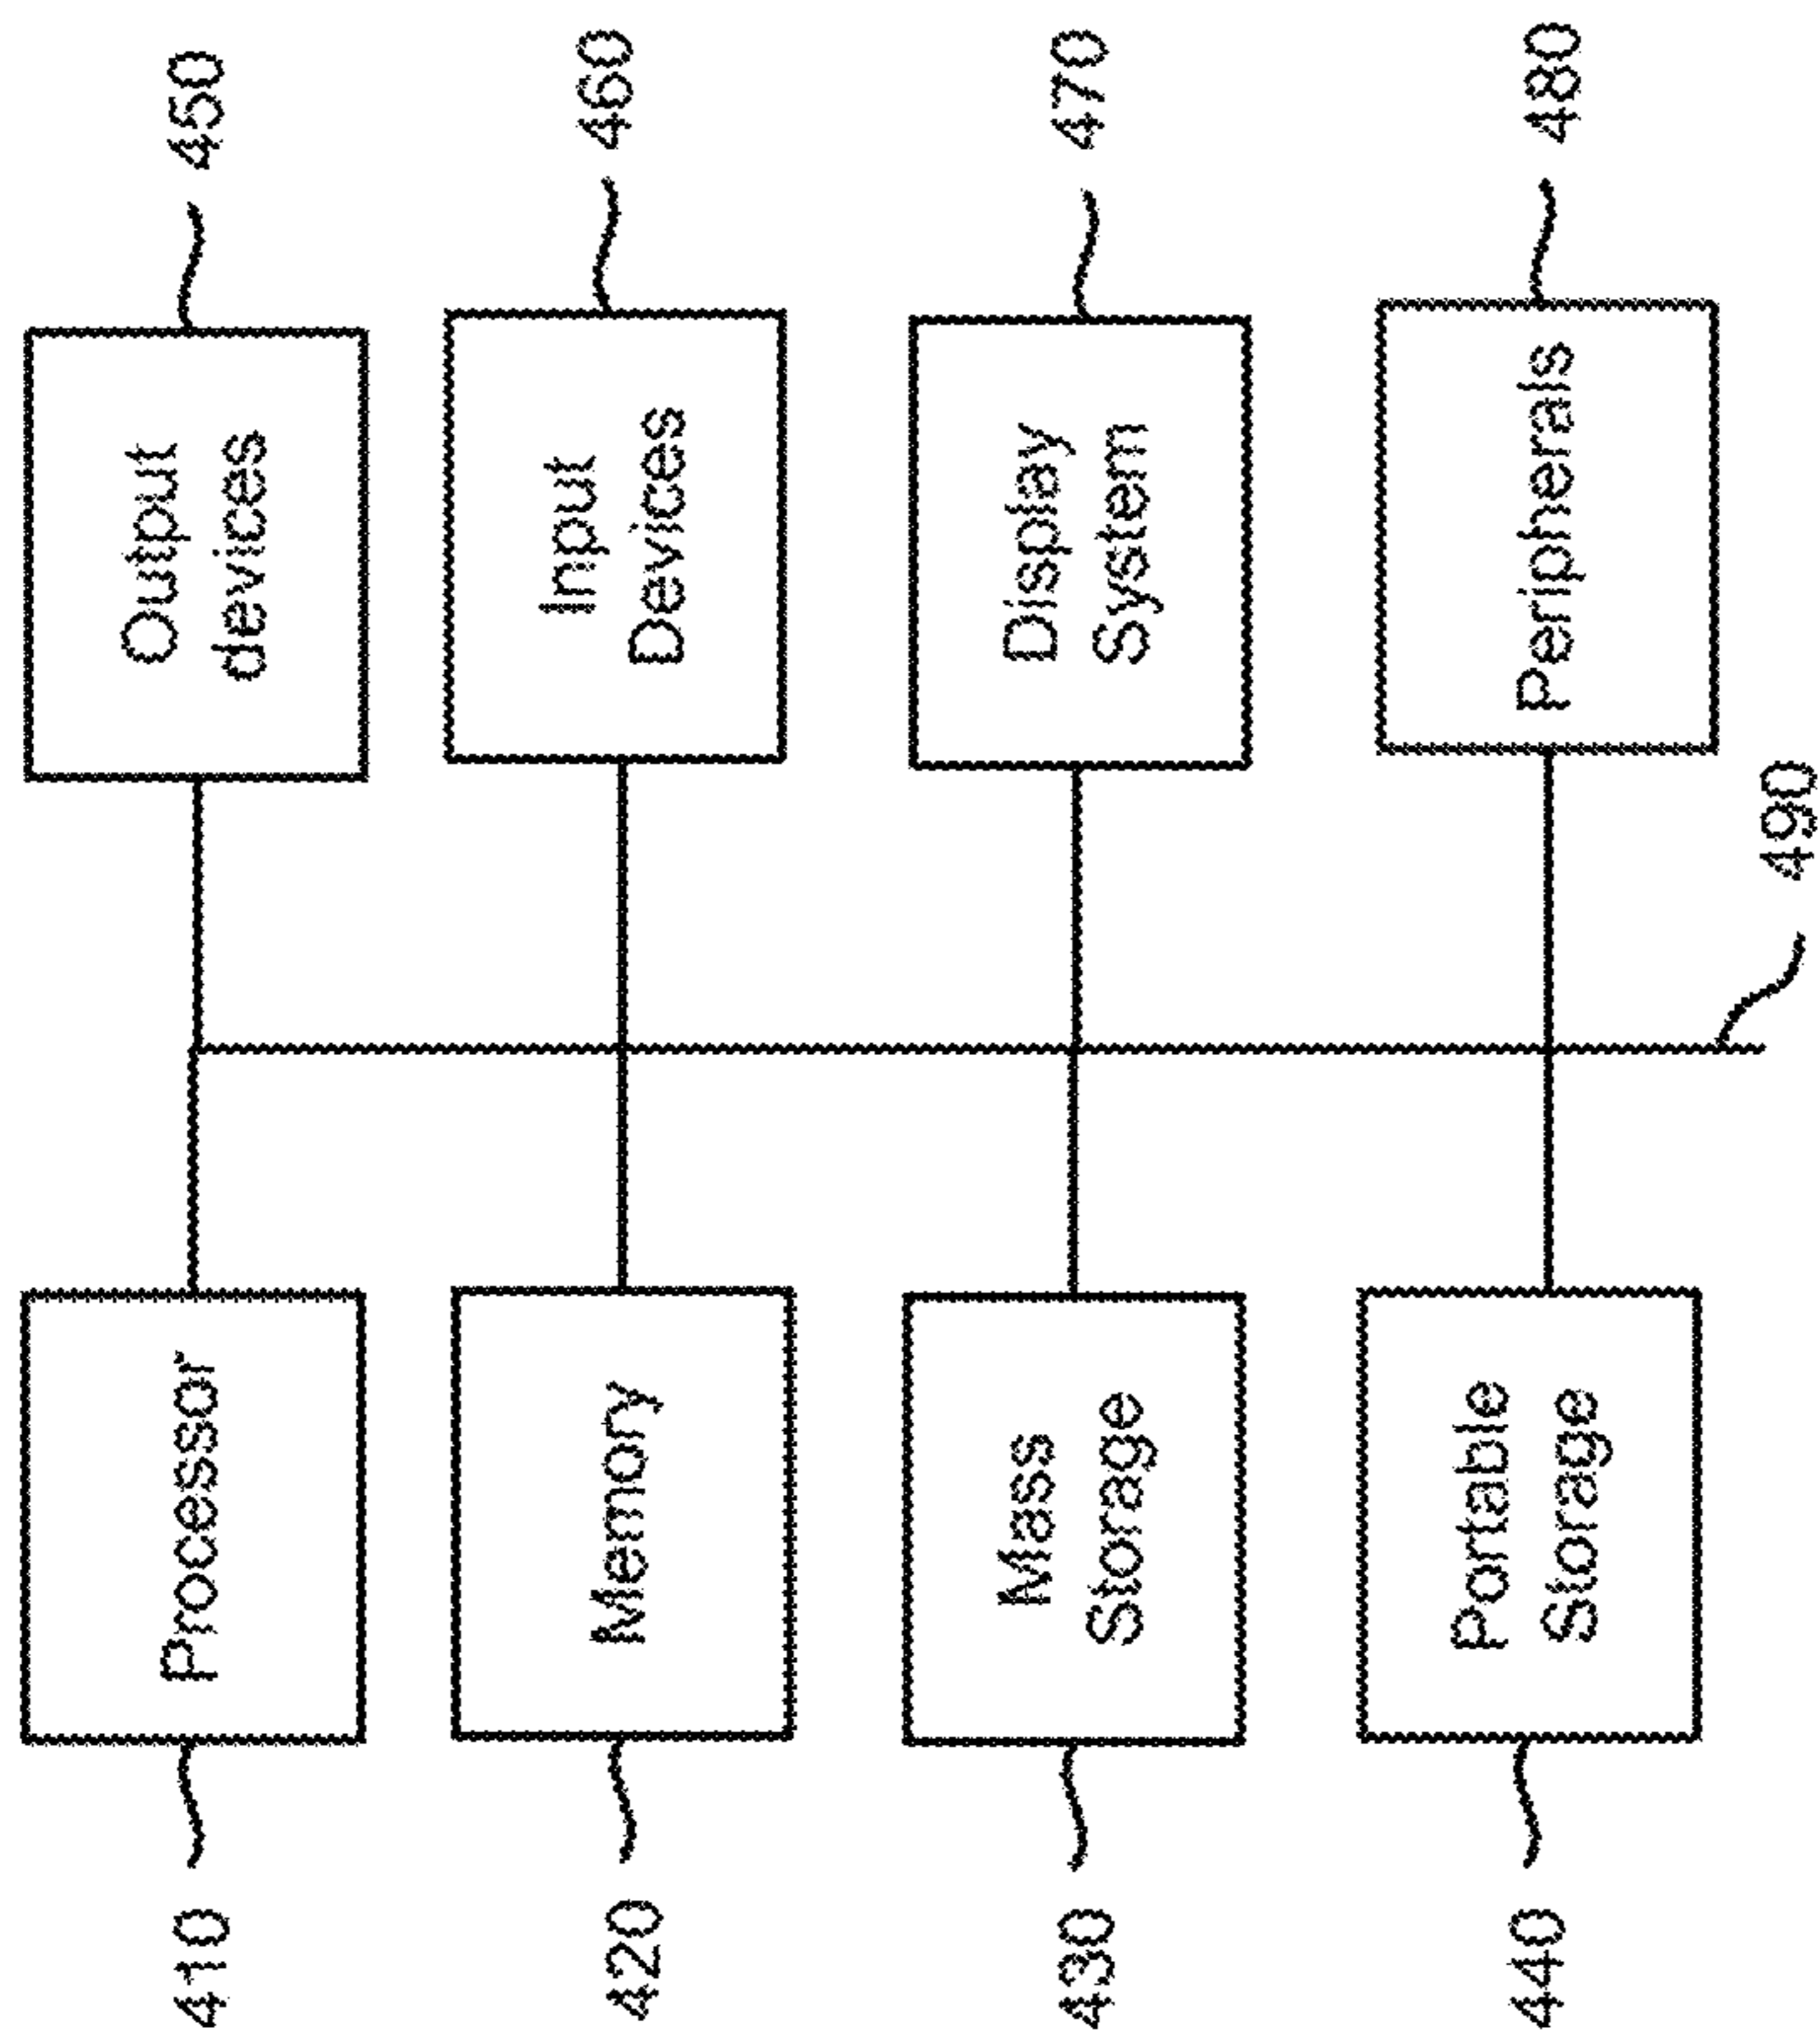 410
Processor
Output
devices
450
420
Memory
Input
Devices
460
430
Mass
Storage
Display
System
470
440
Portable
Storage
Peripherals
480
490